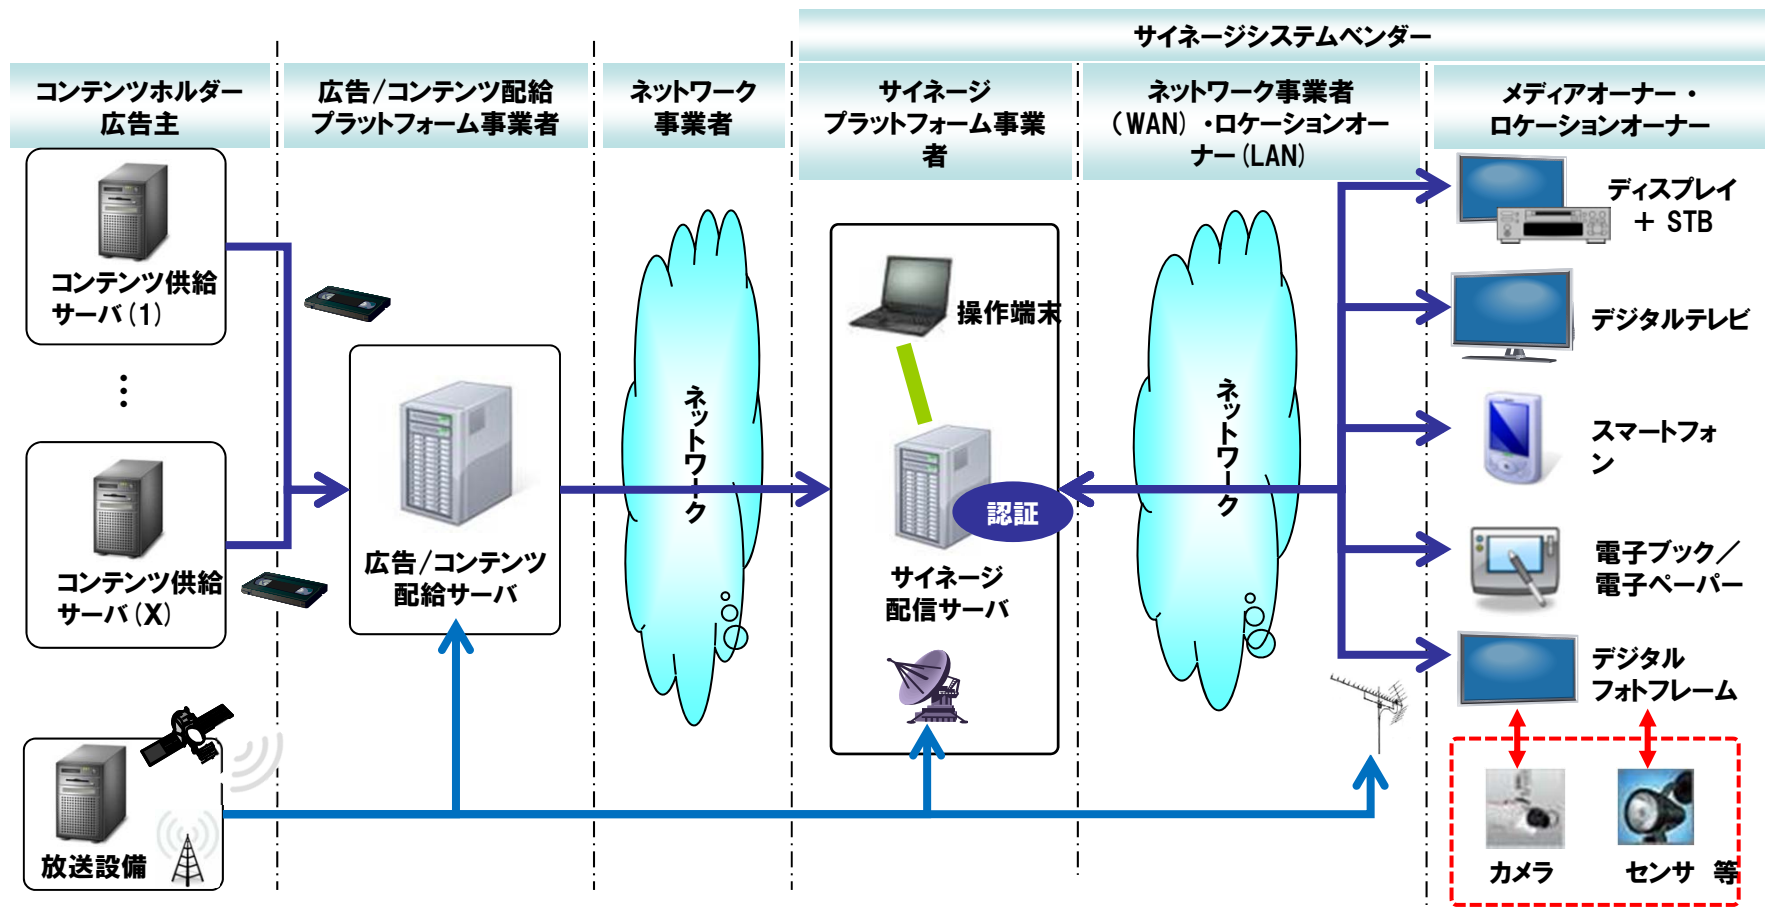 サイネージシステムベンダー
コンテンツホルダー
広告主
広告/コンテンツ配給
プラットフォーム事業者
ネットワーク
事業者
サイネージ
プラットフォーム事業
者
ネットワーク事業者
(WAN)・ロケーションオー
ナー(LAN)
メディアオーナー・
ロケーションオーナー
コンテンツ供給
サーバ(1)
⋮
コンテンツ供給
サーバ(X)
放送設備
広告/コンテンツ
配給サーバ
ネットワーク
操作端末
認証
サイネージ
配信サーバ
ネットワーク
ディスプレイ
+ STB
デジタルテレビ
スマートフォ
ン
電子ブック/
電子ペーパー
デジタル
フォトフレーム
カメラ
センサ 等